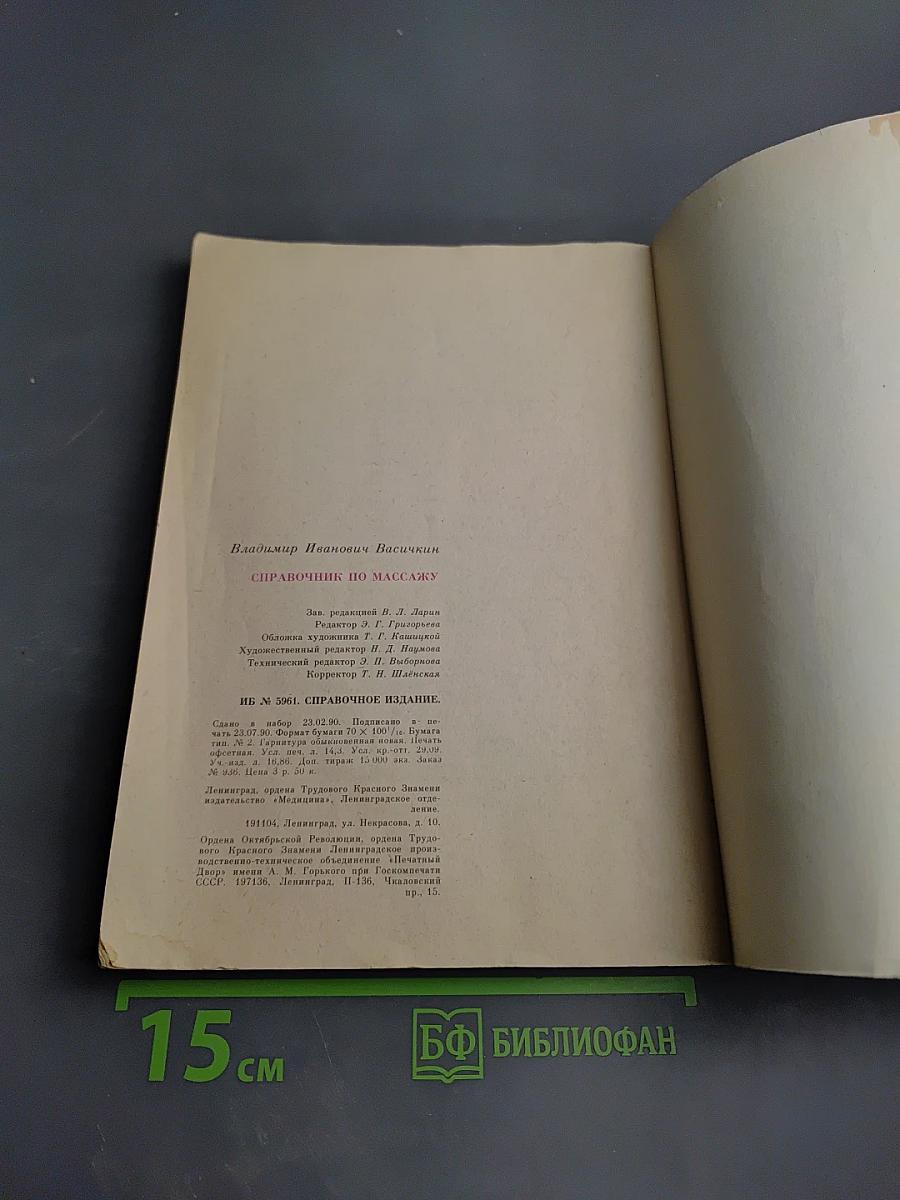 Владимир Иванович Васичкин
СПРАВОЧНИК ПО МАССАЖУ
Зав. редакцией В. Л. Ларин
Редактор Э. Г. Григорьева
Обложка художника Т. Г. Кашицкой
Художественный редактор Н. Д. Наумова
Технический редактор Э. П. Выборнова
Корректор Т. Н. Шлёнская
ИБ № 5961. СПРАВОЧНОЕ ИЗДАНИЕ.
Сдано в набор 23.02.90. Подписано в пе-
чать 23.07.90. Формат бумаги 70 × 100¹/₁₆. Бумага
тип. № 2. Гарнитура обыкновенная новая. Печать
офсетная. Усл. печ. л. 14,3. Усл. кр.-отт. 29,09.
Уч.-изд. л. 16,86. Доп. тираж 15 000 экз. Заказ
№ 936. Цена 3 р. 50 к.
Ленинград, ордена Трудового Красного Знамени
издательство «Медицина», Ленинградское отде-
ление.
191104, Ленинград, ул. Некрасова, д. 10.
Ордена Октябрьской Революции, ордена Трудо-
вого Красного Знамени Ленинградское произ-
водственно-техническое объединение «Печатный
Двор» имени А. М. Горького при Госкомпечати
СССР. 197136, Ленинград, П-136, Чкаловский
пр., 15.
15 см
БФ БИБЛИОФАН